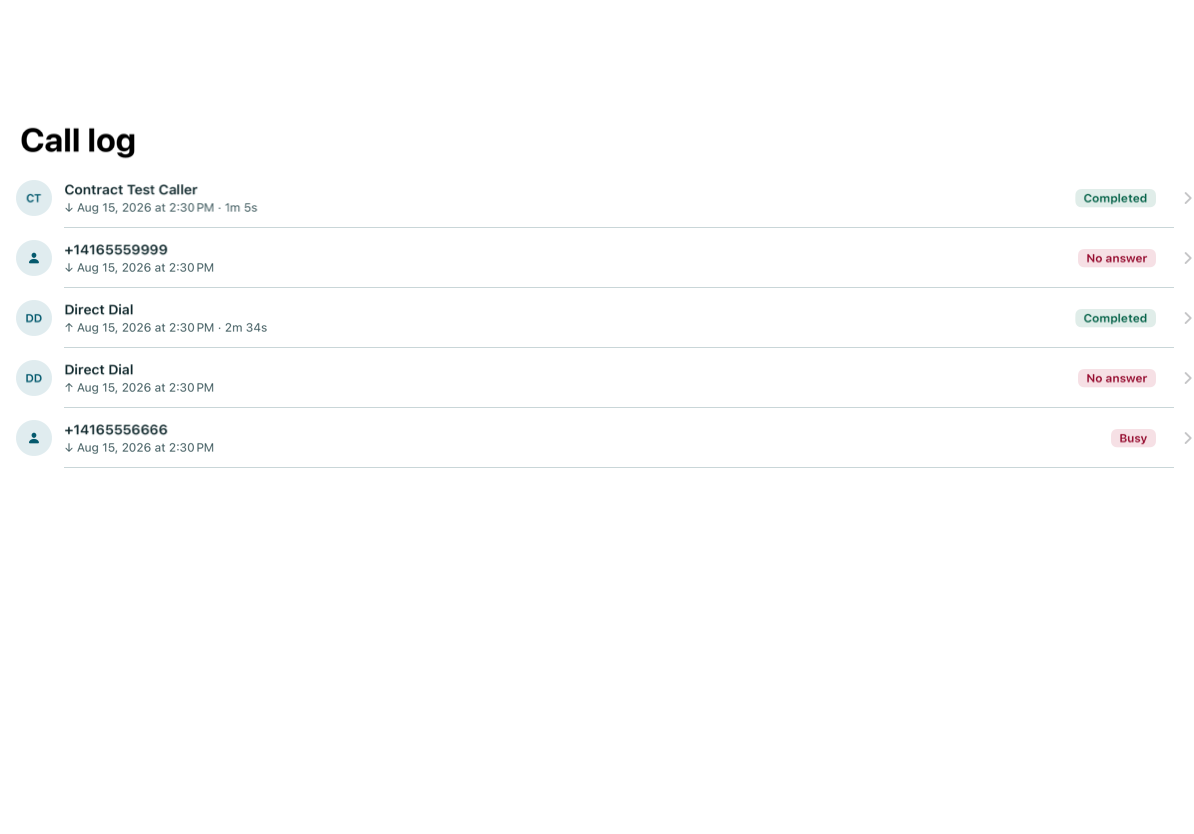 Call log
CT
Contract Test Caller
↓ Aug 15, 2026 at 2:30 PM · 1m 5s
Completed
+14165559999
↓ Aug 15, 2026 at 2:30 PM
No answer
DD
Direct Dial
↑ Aug 15, 2026 at 2:30 PM · 2m 34s
Completed
DD
Direct Dial
↑ Aug 15, 2026 at 2:30 PM
No answer
+14165556666
↓ Aug 15, 2026 at 2:30 PM
Busy